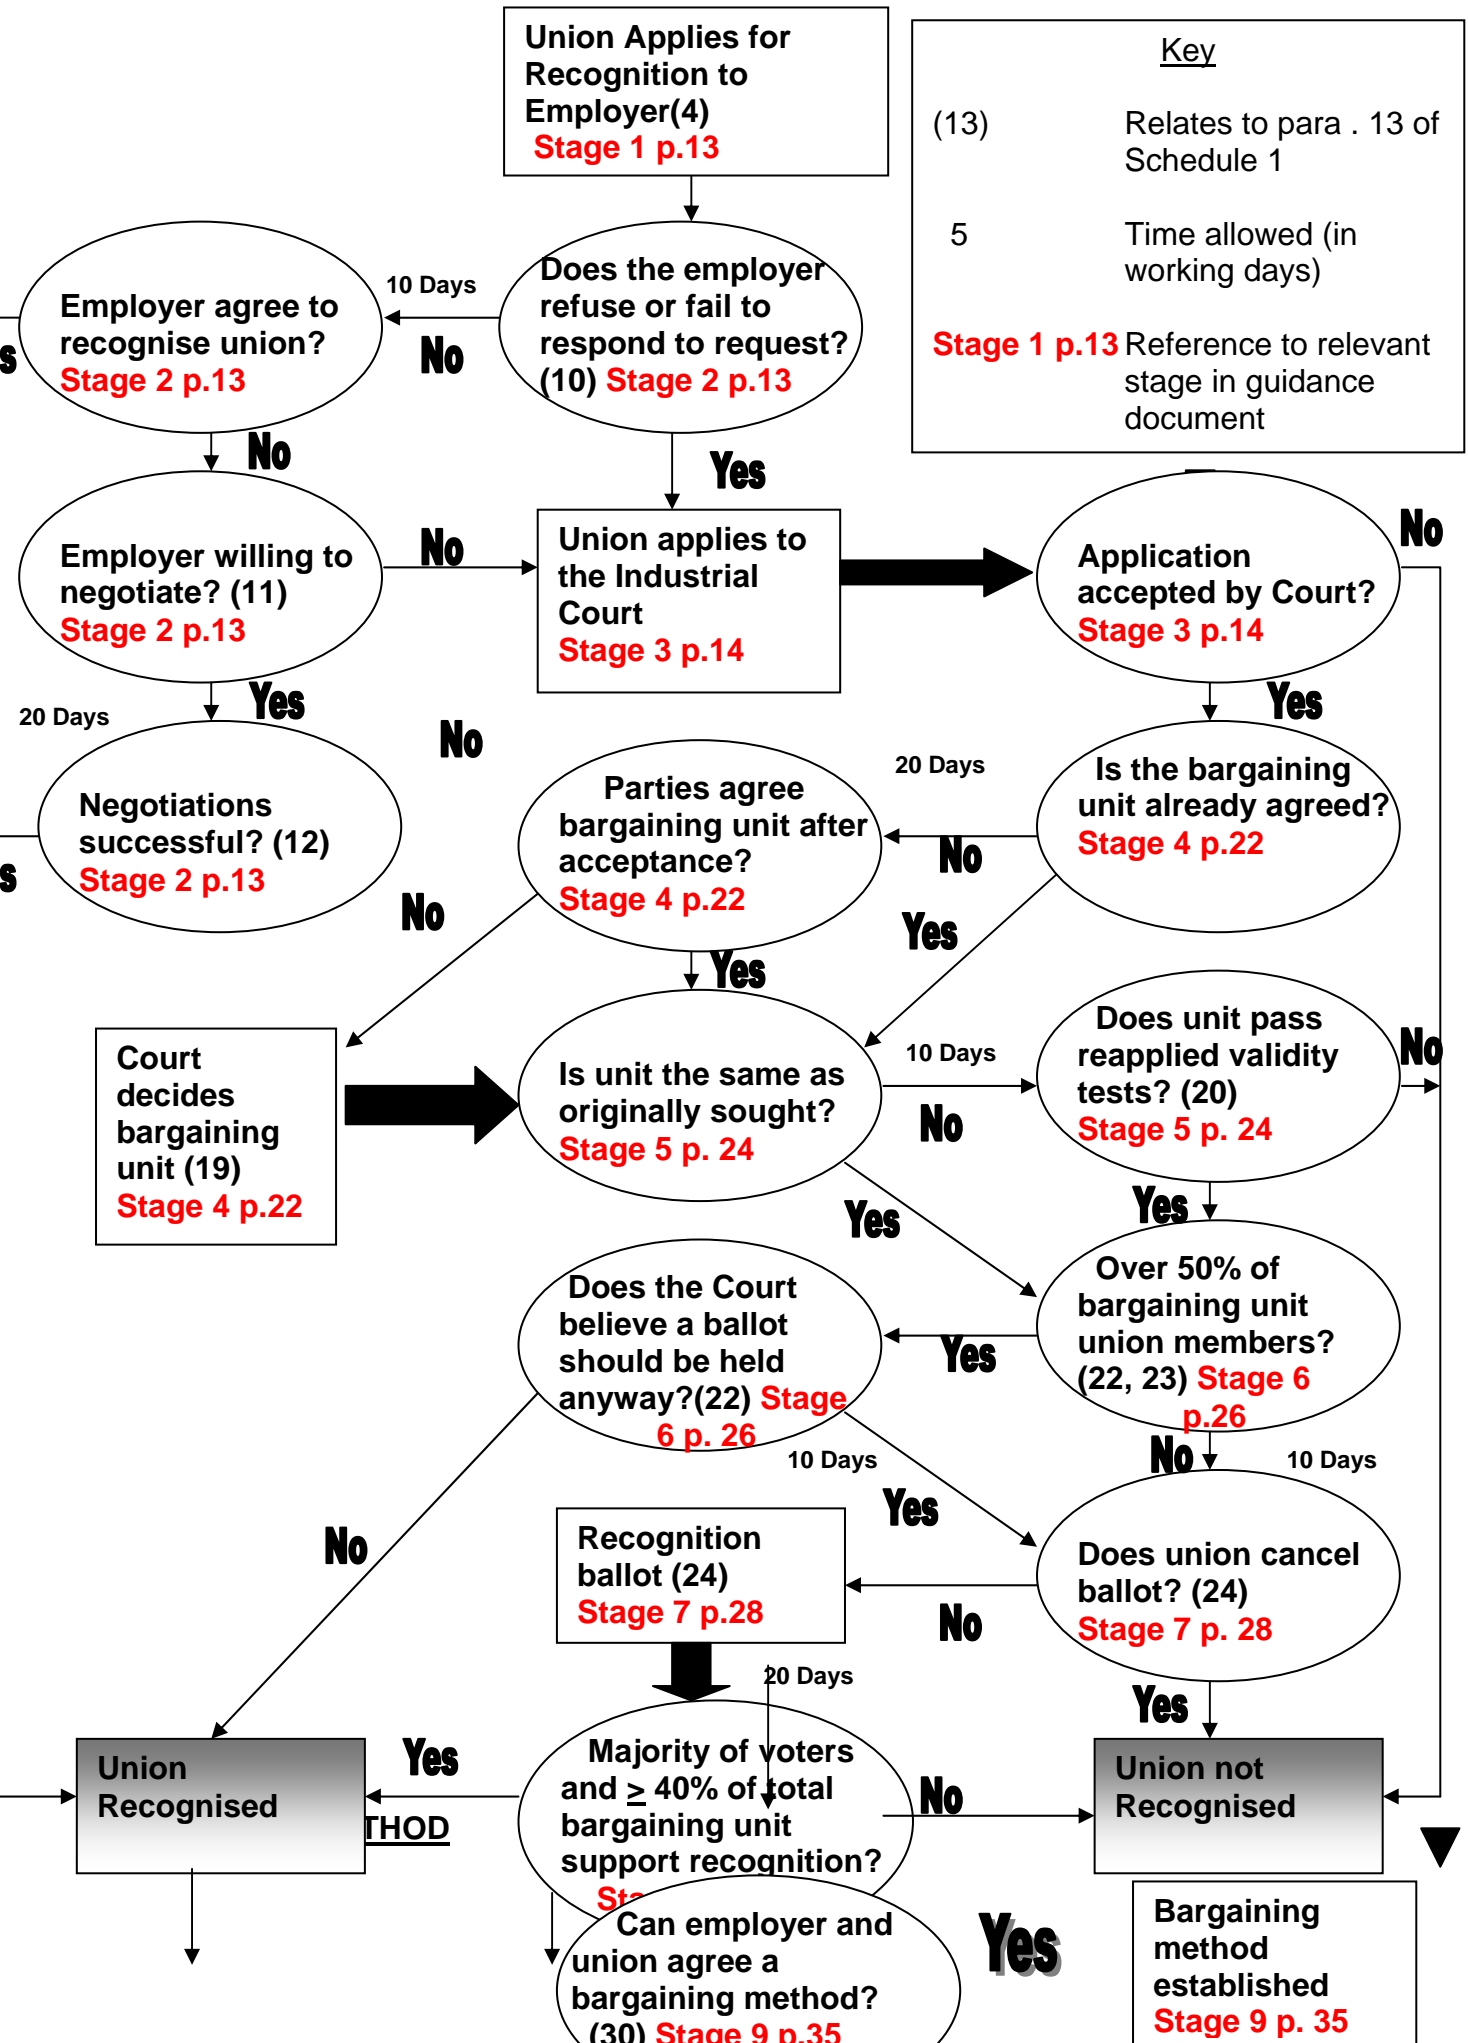 Union Applies for
Recognition to
Employer(4)
Stage 1 p.13
Key
(13) Relates to para . 13 of
Schedule 1
5 Time allowed (in
working days)
Stage 1 p.13 Reference to relevant
stage in guidance
document
Employer agree to
recognise union?
Stage 2 p.13
10 Days
No
Does the employer
refuse or fail to
respond to request?
(10) Stage 2 p.13
s
No
Yes
Employer willing to
negotiate? (11)
Stage 2 p.13
No
Union applies to
the Industrial
Court
Stage 3 p.14
Application
accepted by Court?
Stage 3 p.14
No
20 Days
Yes
No
Yes
Negotiations
successful? (12)
Stage 2 p.13
s
Parties agree
bargaining unit after
acceptance?
Stage 4 p.22
20 Days
No
Is the bargaining
unit already agreed?
Stage 4 p.22
No
Yes
Yes
Court
decides
bargaining
unit (19)
Stage 4 p.22
Is unit the same as
originally sought?
Stage 5 p. 24
10 Days
No
Does unit pass
reapplied validity
tests? (20)
Stage 5 p. 24
No
Yes
Yes
Does the Court
believe a ballot
should be held
anyway?(22) Stage
6 p. 26
Yes
Over 50% of
bargaining unit
union members?
(22, 23) Stage 6
p.26
10 Days
No
10 Days
No
Yes
Recognition
ballot (24)
Stage 7 p.28
No
Does union cancel
ballot? (24)
Stage 7 p. 28
20 Days
Yes
Union
Recognised
Yes
THOD
Majority of voters
and ≥ 40% of total
bargaining unit
support recognition?
Sta
No
Union not
Recognised
Can employer and
union agree a
bargaining method?
(30) Stage 9 p.35
Yes
Bargaining
method
established
Stage 9 p. 35